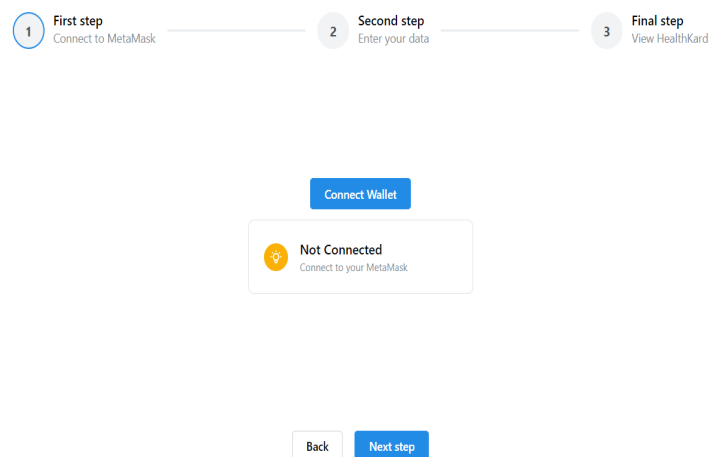 1
First step
Connect to MetaMask
2
Second step
Enter your data
3
Final step
View HealthKard
Connect Wallet
Not Connected
Connect to your MetaMask
Back
Next step